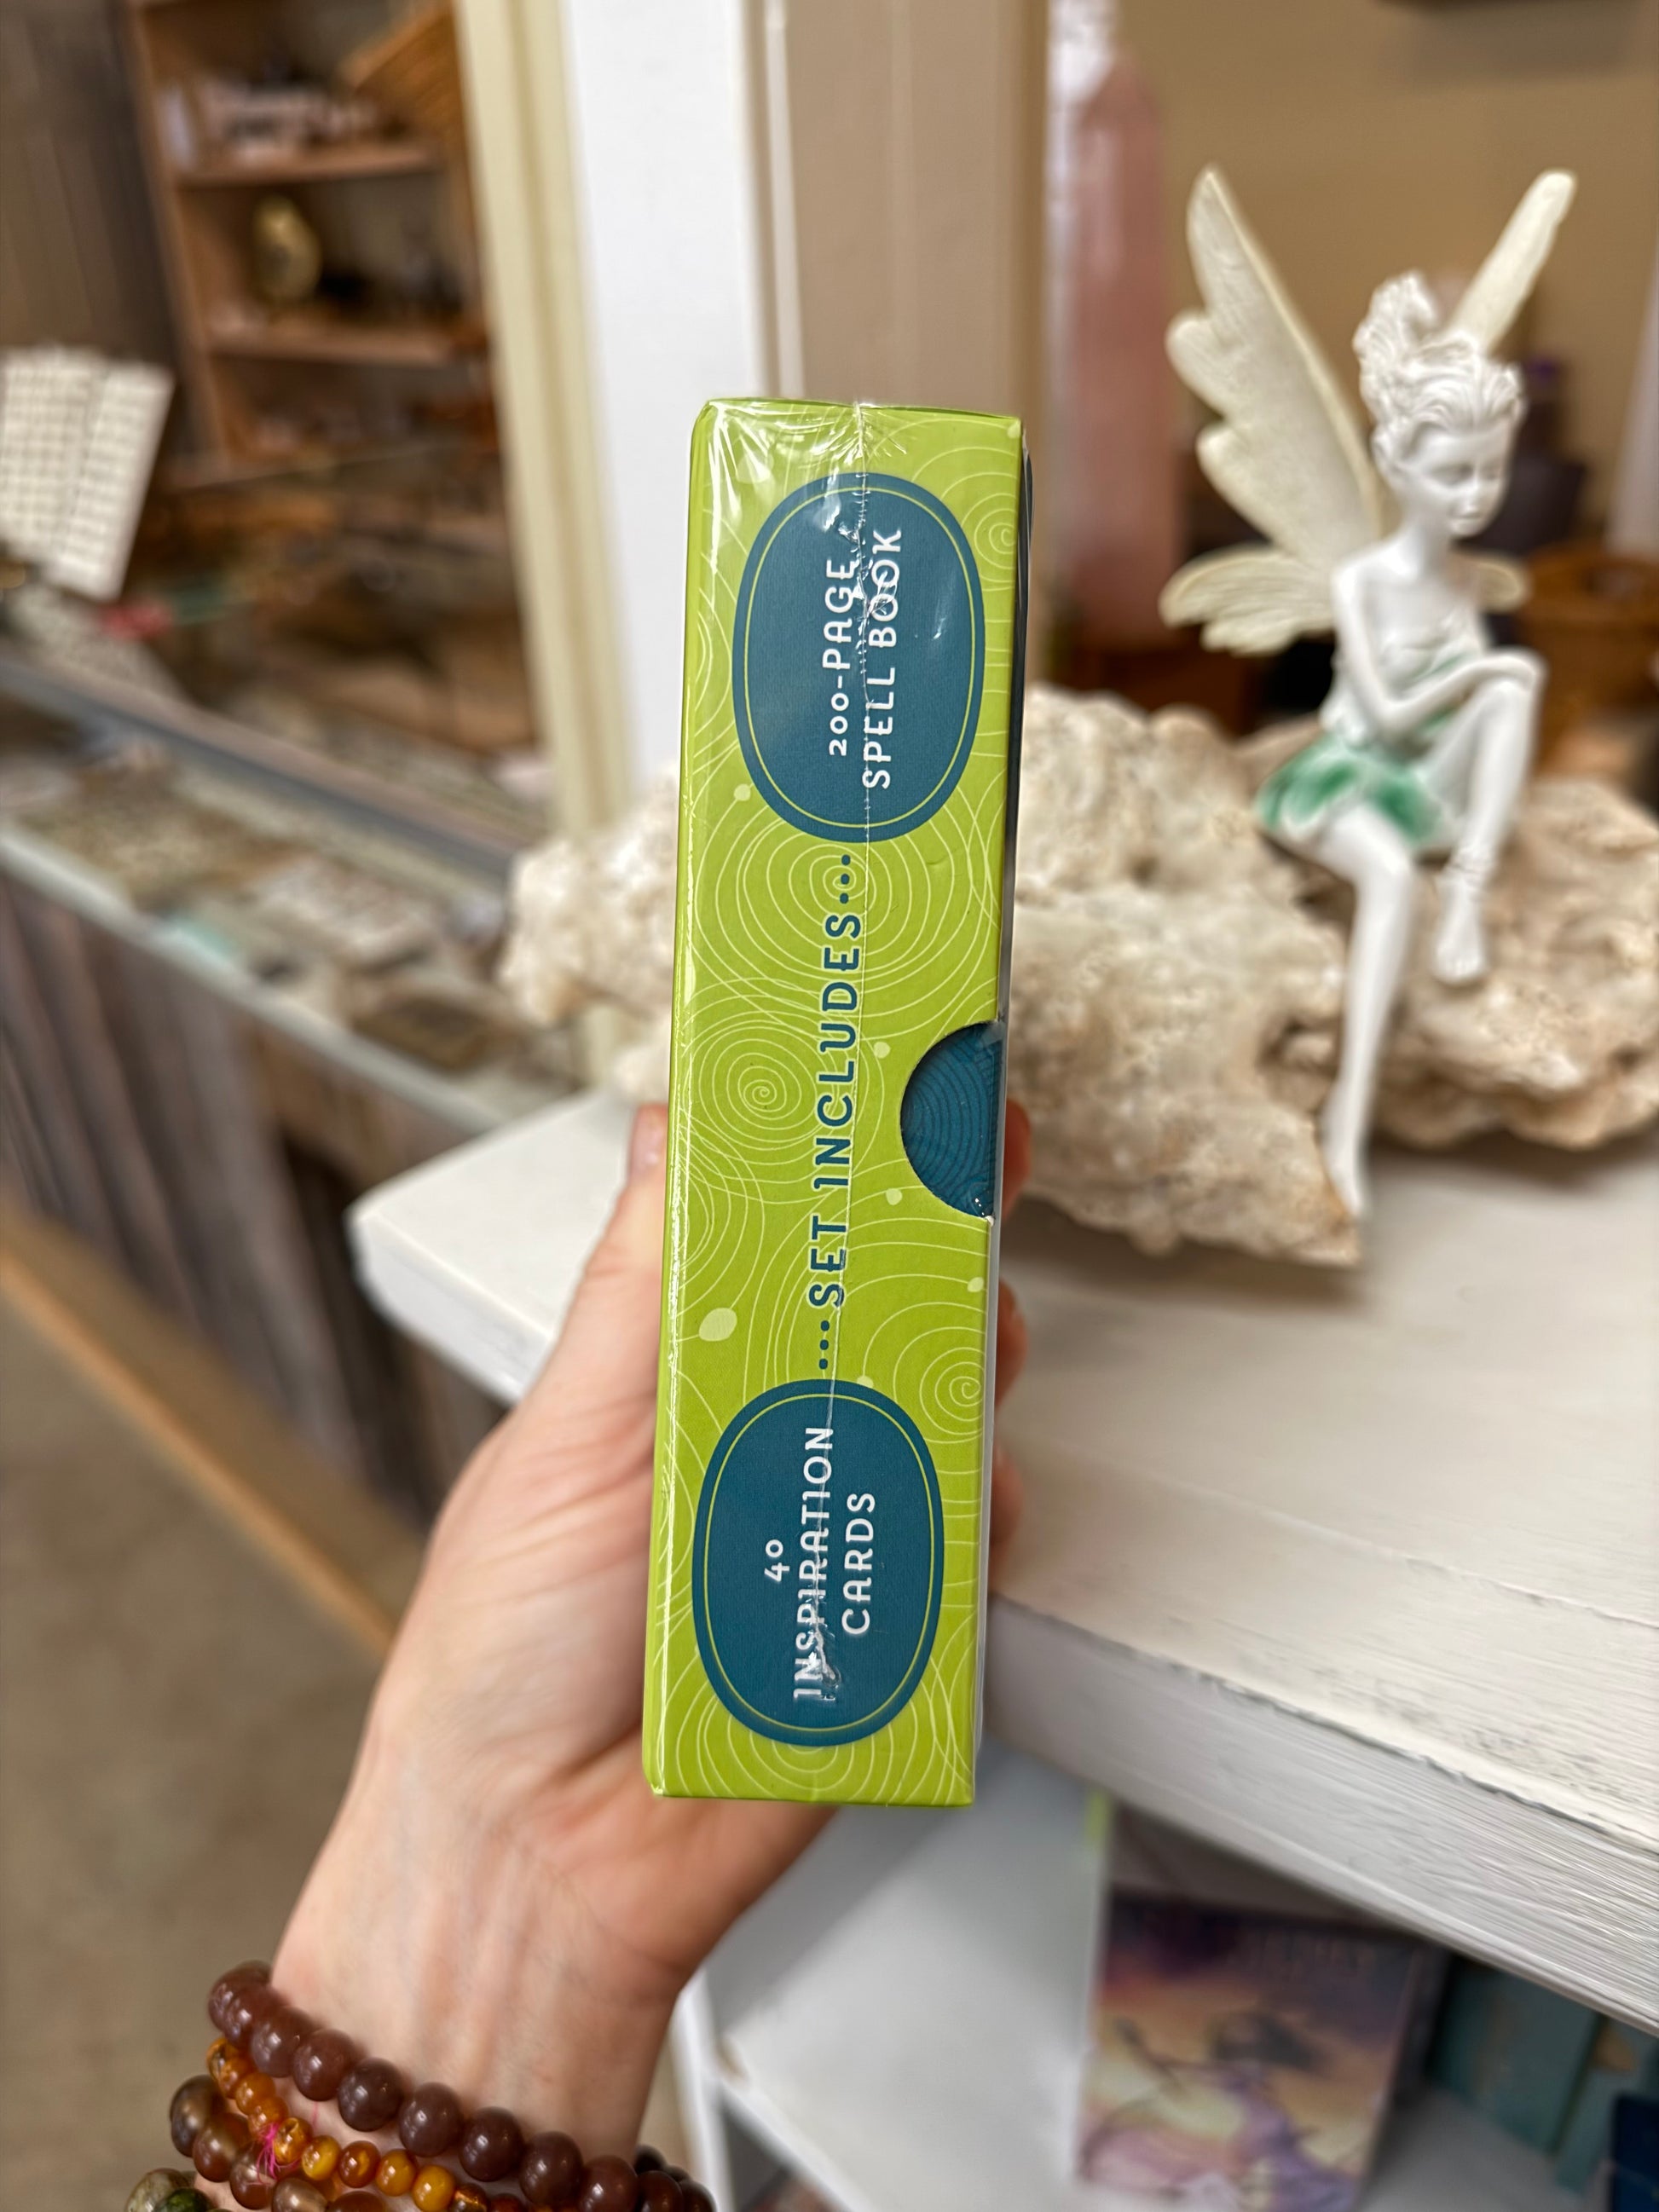 40
INSPIRATION
CARDS
...SET INCLUDES...
200-PAGE
SPELL BOOK